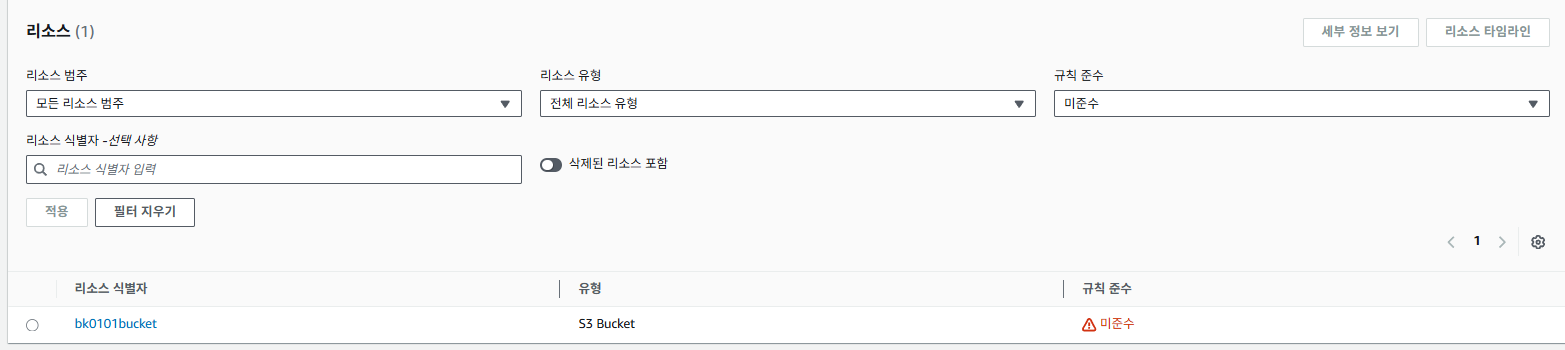 리소스 (1)
세부 정보 보기
리소스 타임라인
리소스 범주
리소스 유형
규칙 준수
모든 리소스 범주
전체 리소스 유형
미준수
리소스 식별자 -선택 사항
리소스 식별자 입력
삭제된 리소스 포함
적용
필터 지우기
1
리소스 식별자
유형
규칙 준수
bk0101bucket
S3 Bucket
미준수